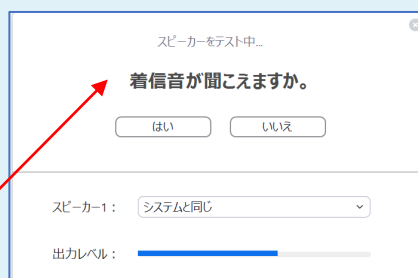 スピーカーをテスト中...
着信音が聞こえますか。
はい
いいえ
スピーカー1：
システムと同じ
出力レベル：